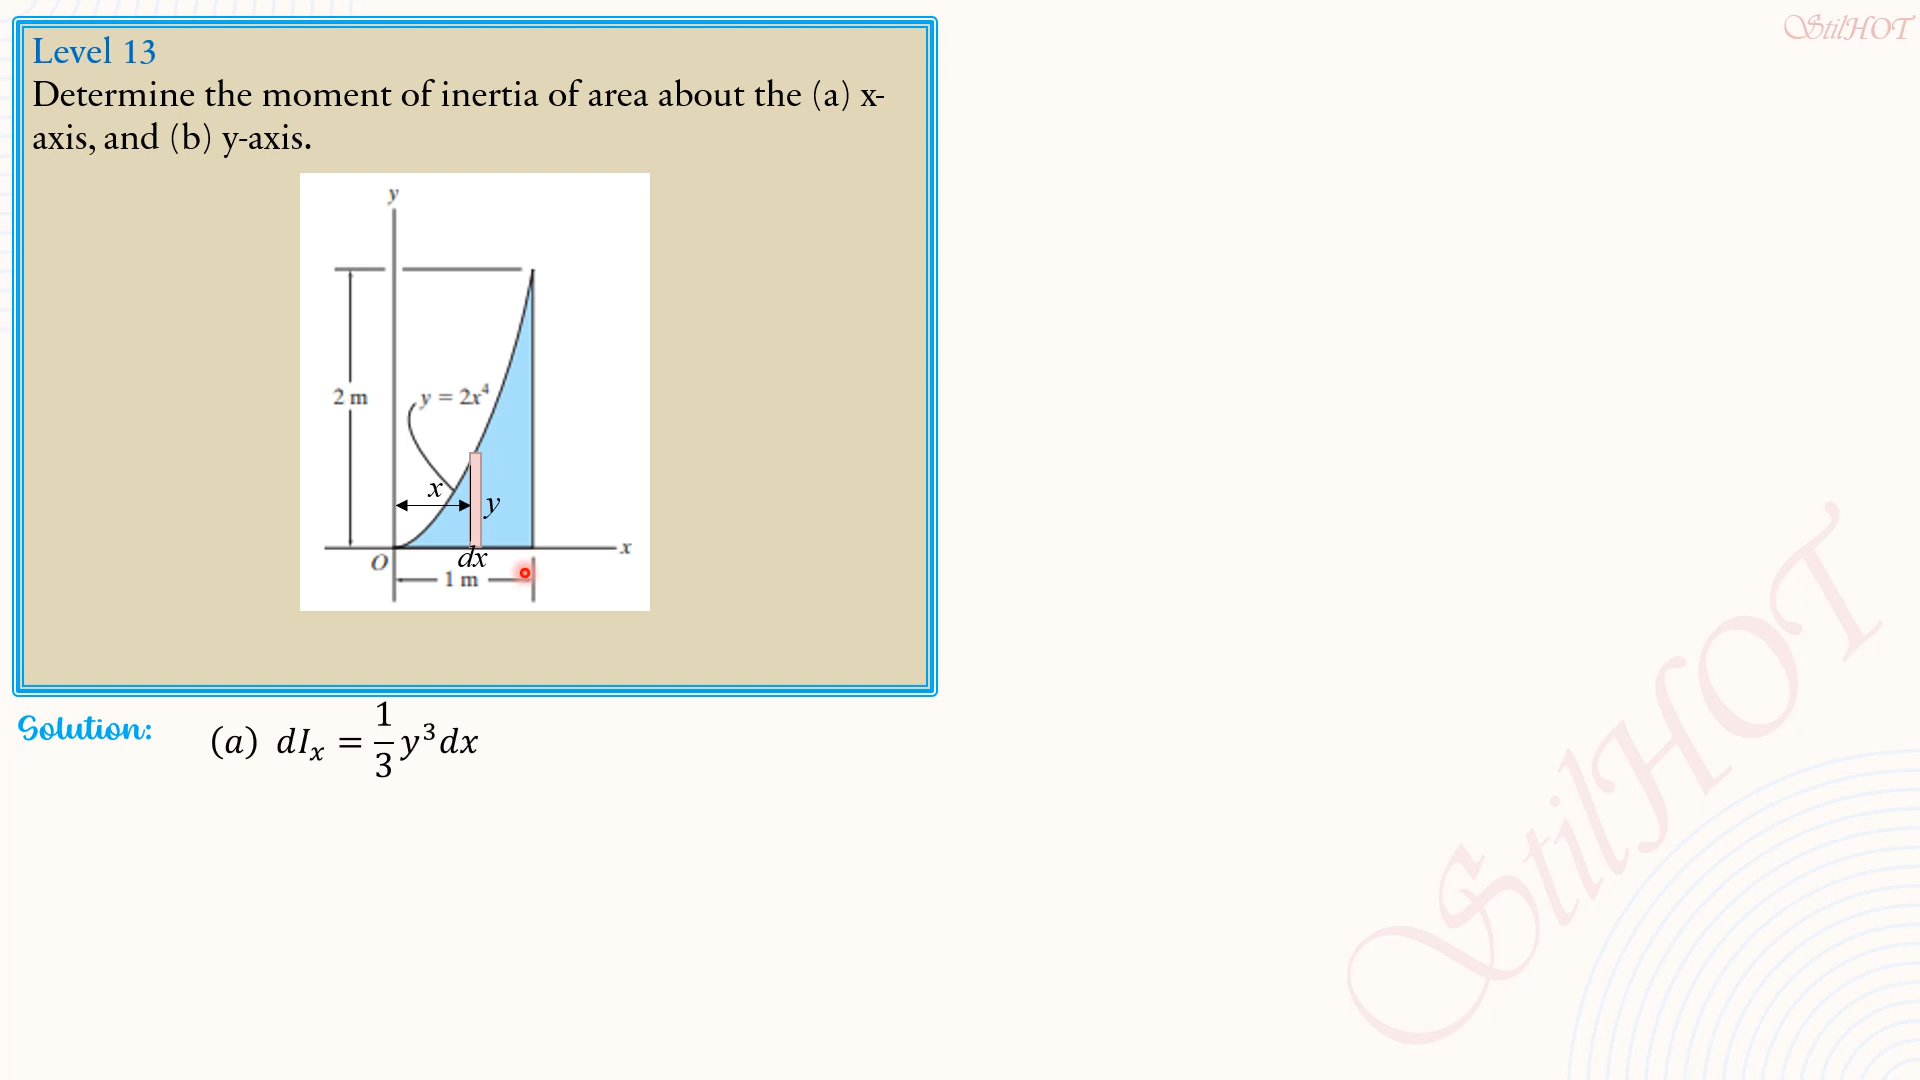 StilHOT
Level 13
Determine the moment of inertia of area about the (a) x-
axis, and (b) y-axis.
y
2 m
y = 2x⁴
x
y
x
O
dx
1 m
Solution:
(a) dIₓ = 1/3 y³dx
StilHOT